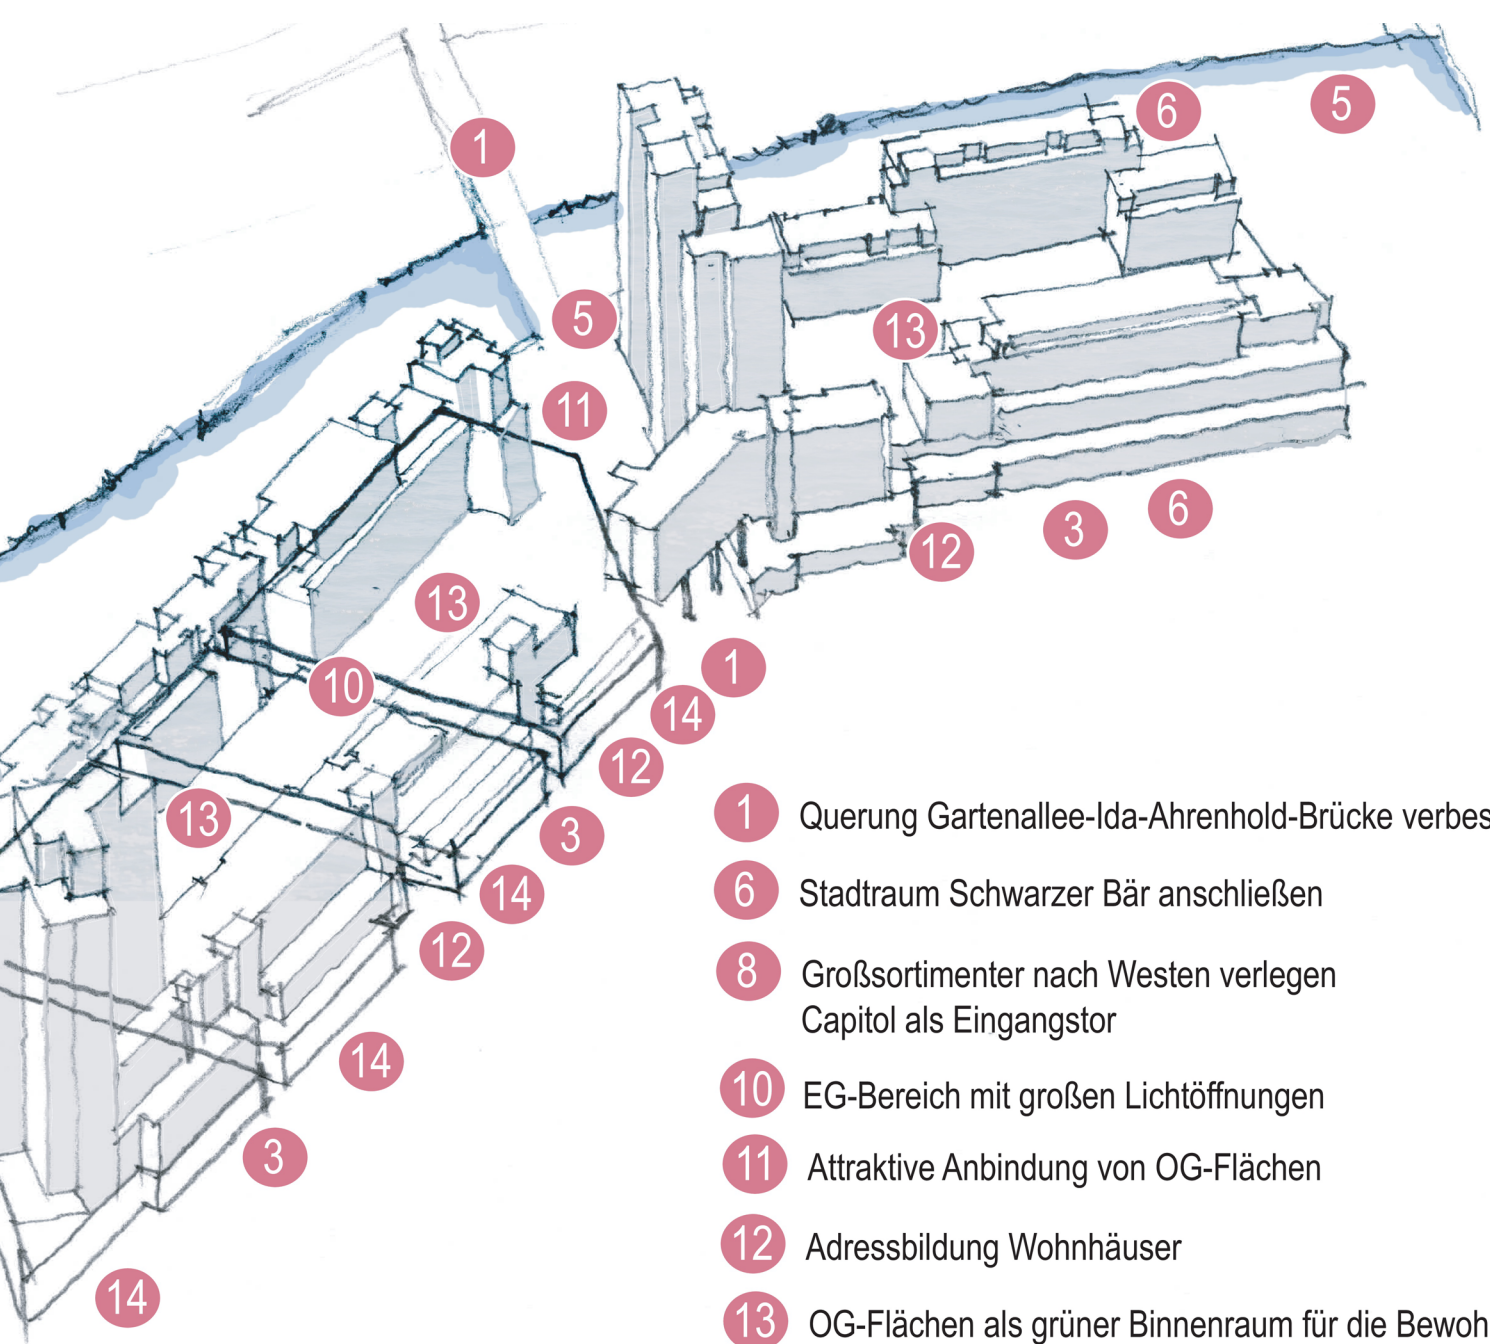 1
6
5
1
5
13
11
6
3
12
13
1
10
14
12
13
3
14
12
14
3
14
1 Querung Gartenallee-Ida-Ahrenhold-Brücke verbes
6 Stadtraum Schwarzer Bär anschließen
8 Großsortimenter nach Westen verlegen
Capitol als Eingangstor
10 EG-Bereich mit großen Lichtöffnungen
11 Attraktive Anbindung von OG-Flächen
12 Adressbildung Wohnhäuser
13 OG-Flächen als grüner Binnenraum für die Bewoh